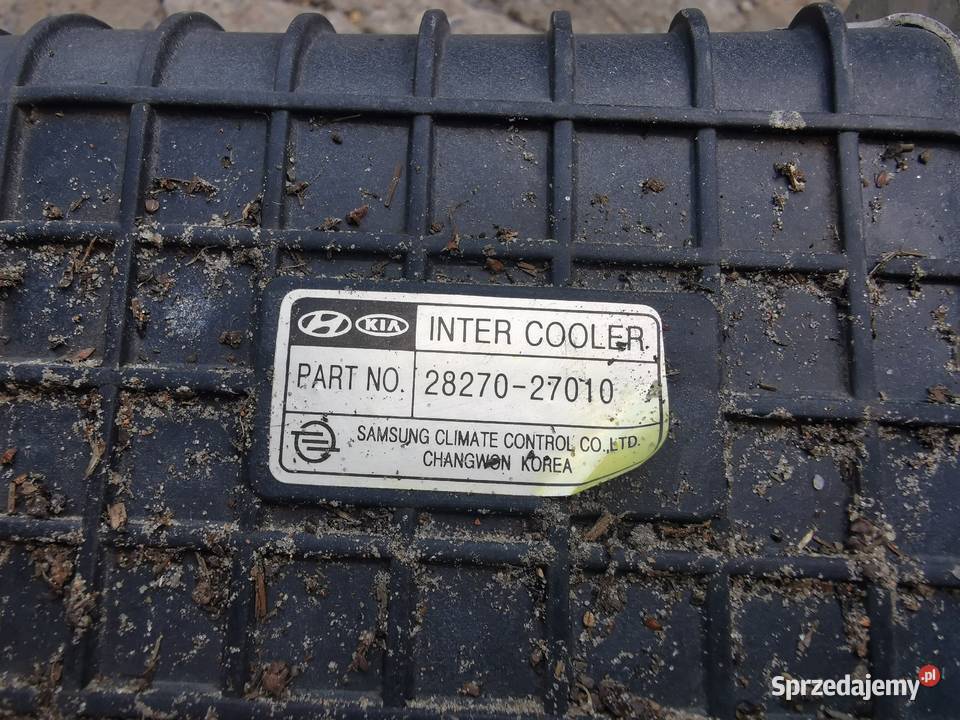 KIA
INTER COOLER
PART NO. 28270-27010
SAMSUNG CLIMATE CONTROL CO.,LTD.
CHANGWON KOREA
Sprzedajemy.pl